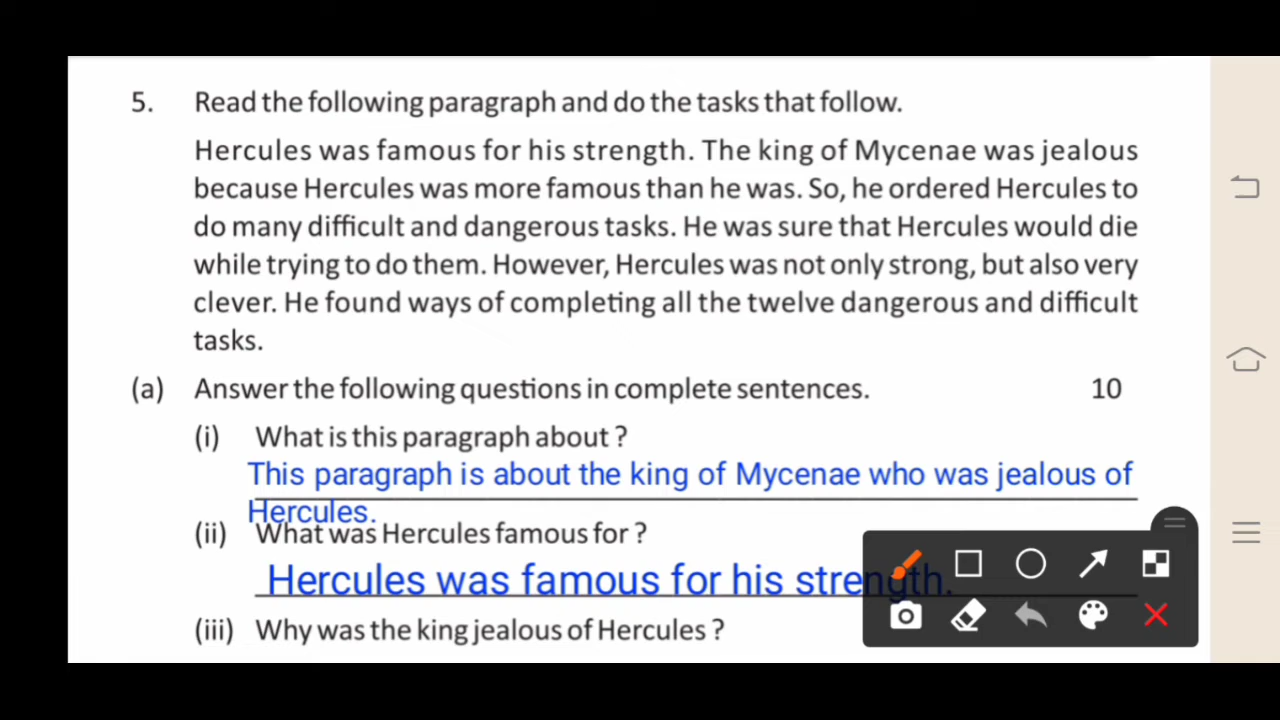 5. Read the following paragraph and do the tasks that follow.
Hercules was famous for his strength. The king of Mycenae was jealous
because Hercules was more famous than he was. So, he ordered Hercules to
do many difficult and dangerous tasks. He was sure that Hercules would die
while trying to do them. However, Hercules was not only strong, but also very
clever. He found ways of completing all the twelve dangerous and difficult
tasks.
(a) Answer the following questions in complete sentences. 10
(i) What is this paragraph about ?
This paragraph is about the king of Mycenae who was jealous of
Hercules.
(ii) What was Hercules famous for ?
Hercules was famous for his strength.
(iii) Why was the king jealous of Hercules ?